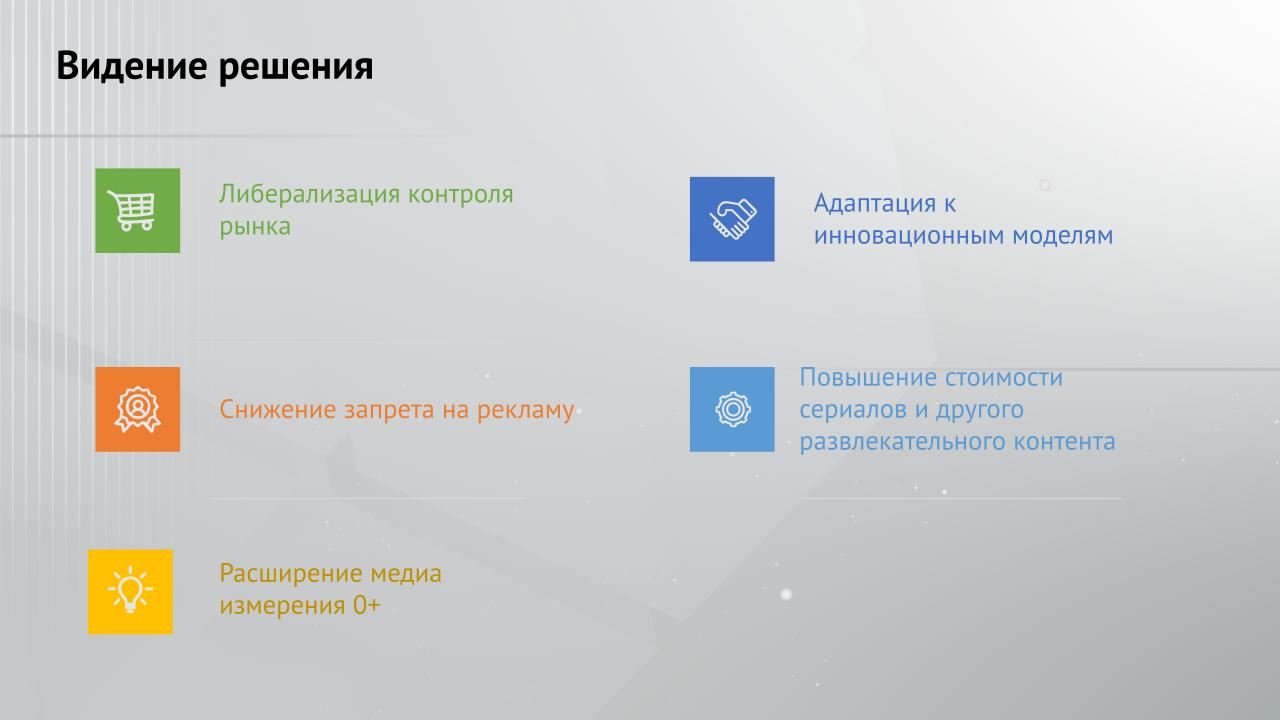 Видение решения
Либерализация контроля
рынка
Адаптация к
инновационным моделям
Снижение запрета на рекламу
Повышение стоимости
сериалов и другого
развлекательного контента
Расширение медиа
измерения 0+